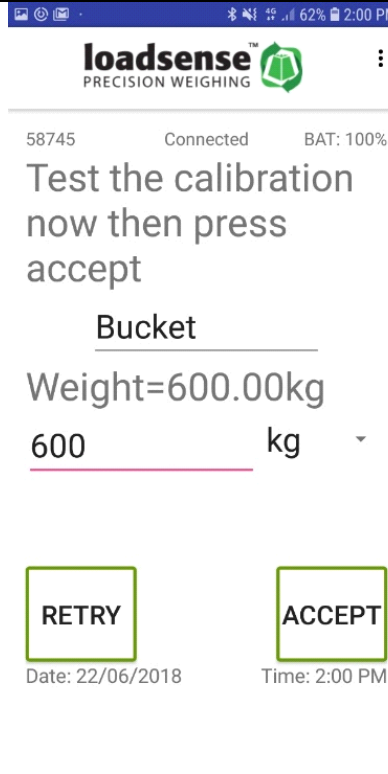 62% 2:00 PM
loadsense™
PRECISION WEIGHING
58745 Connected BAT: 100%
Test the calibration
now then press
accept
Bucket
Weight=600.00kg
600 kg
RETRY ACCEPT
Date: 22/06/2018 Time: 2:00 PM